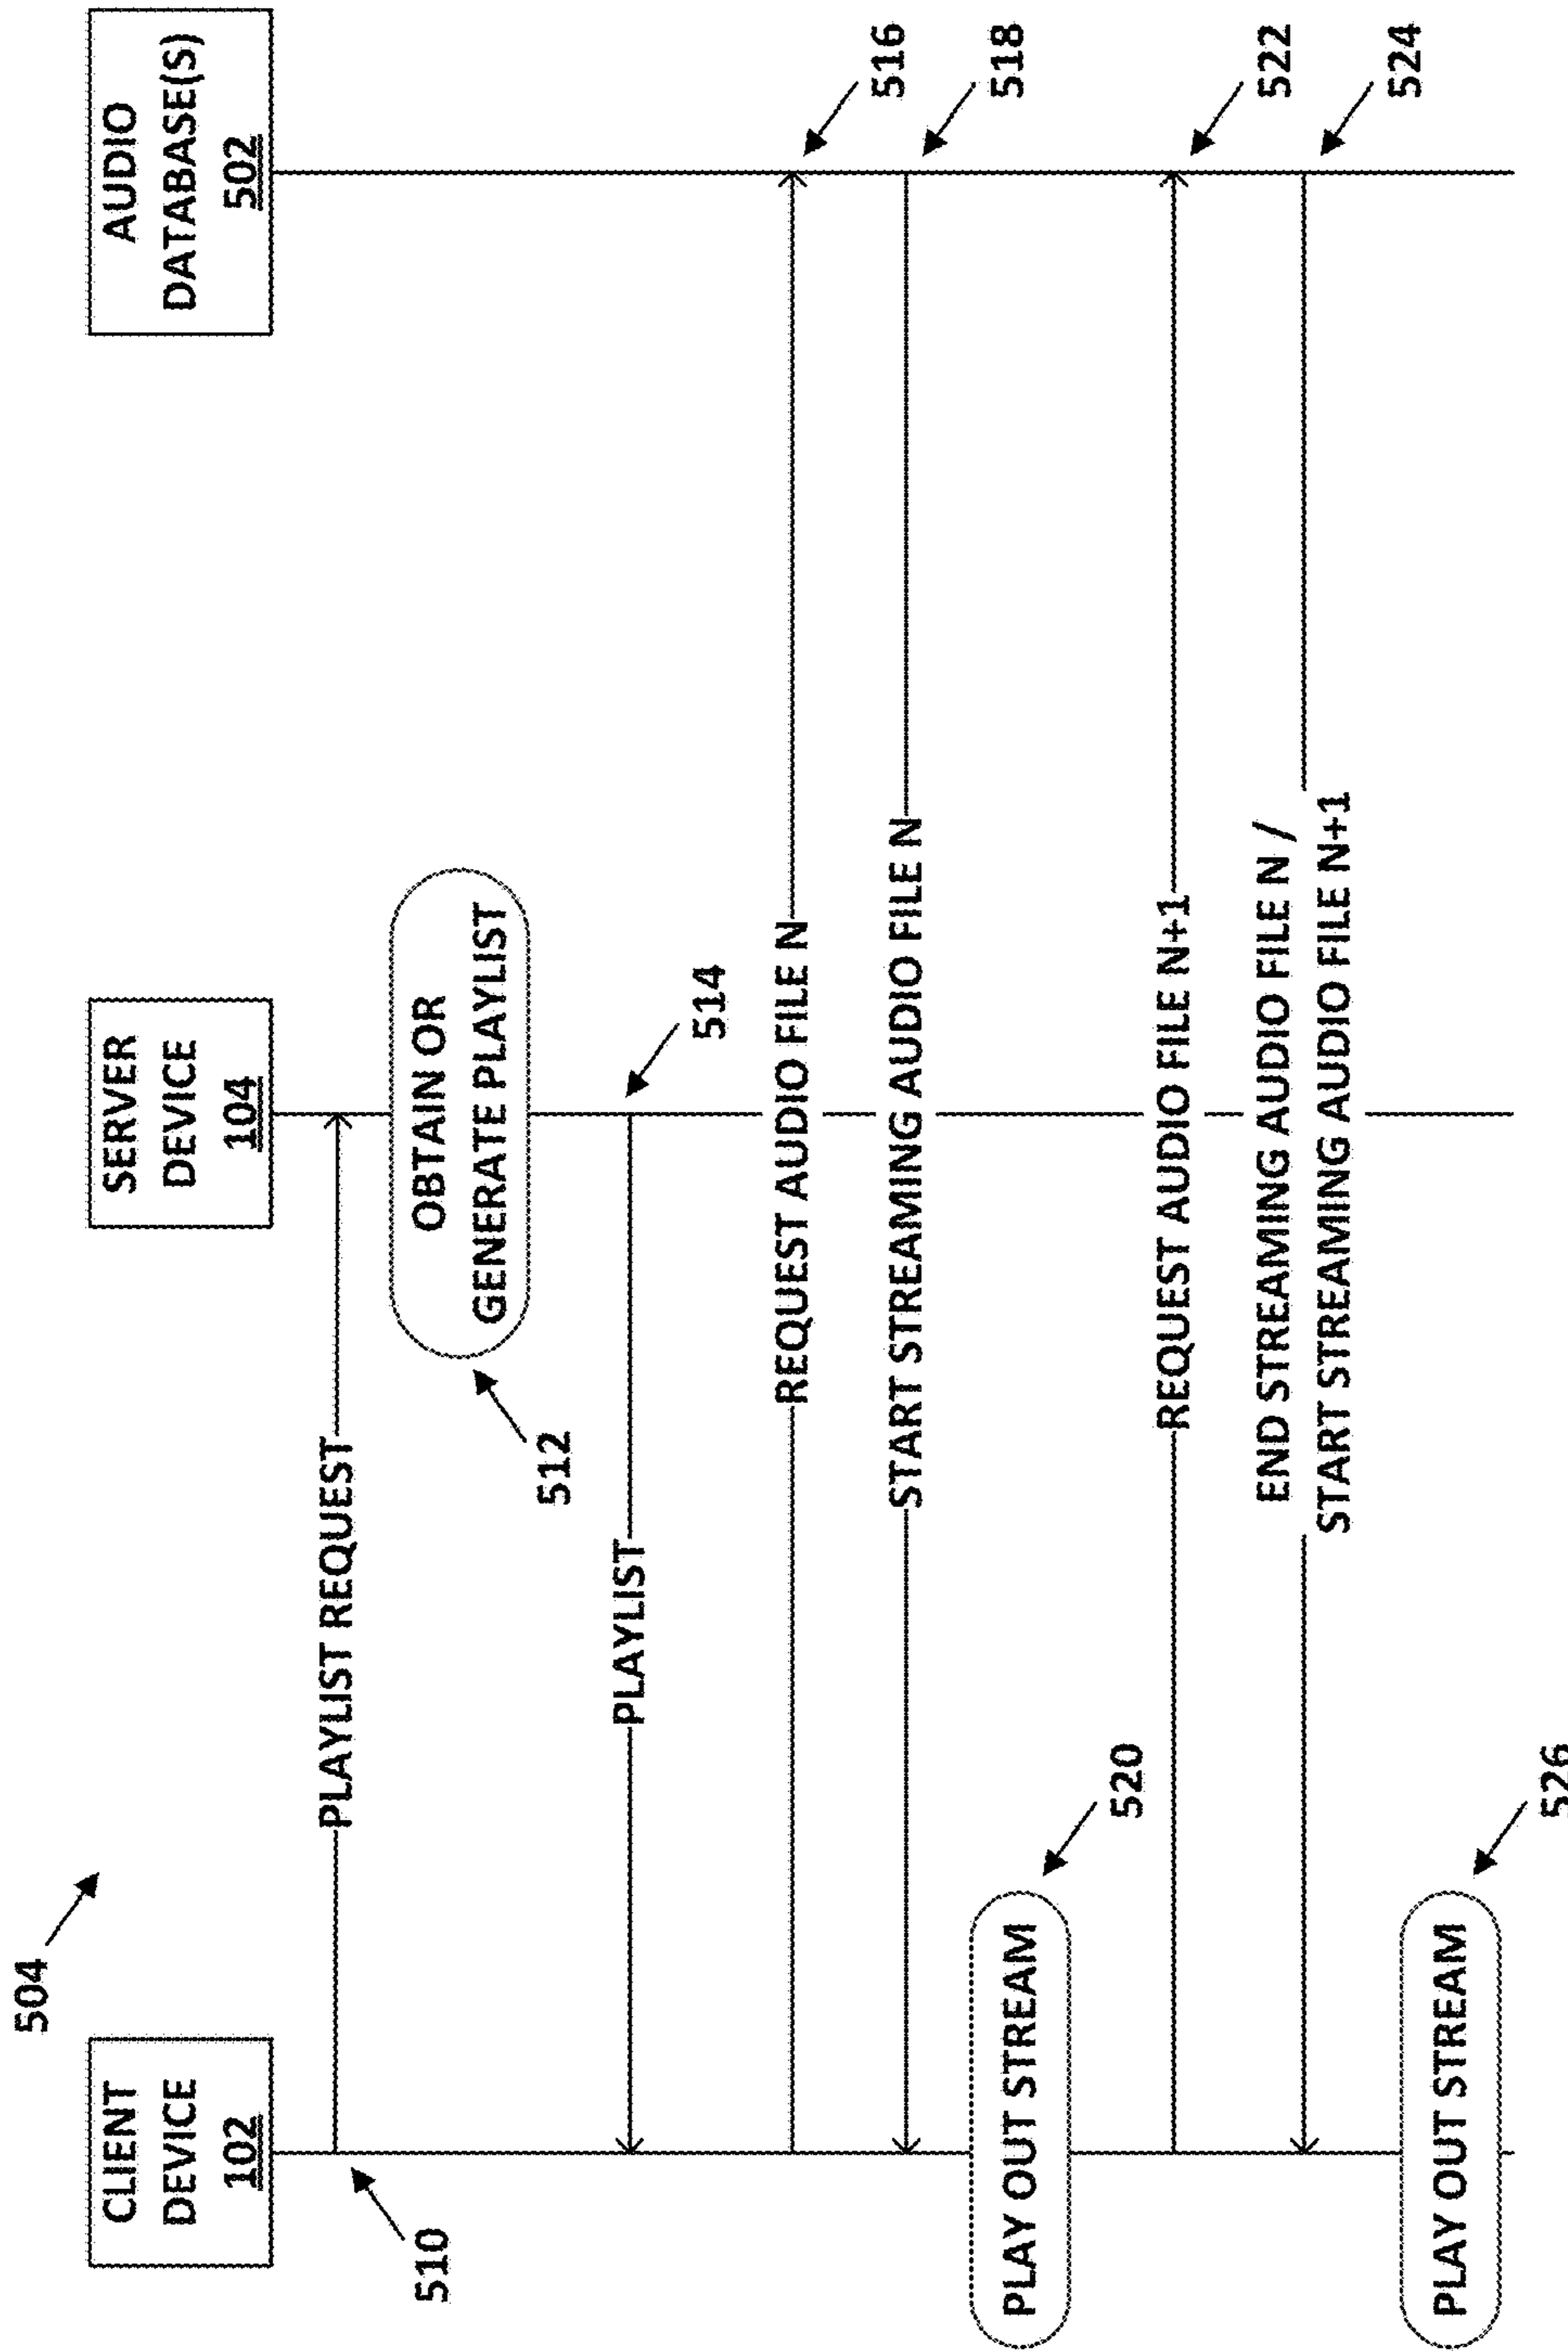 504
CLIENT
DEVICE
102
SERVER
DEVICE
104
AUDIO
DATABASE(S)
502
PLAYLIST REQUEST
510
OBTAIN OR
GENERATE PLAYLIST
512
PLAYLIST
514
REQUEST AUDIO FILE N
516
START STREAMING AUDIO FILE N
518
PLAY OUT STREAM
520
REQUEST AUDIO FILE N+1
522
END STREAMING AUDIO FILE N /
START STREAMING AUDIO FILE N+1
524
PLAY OUT STREAM
526